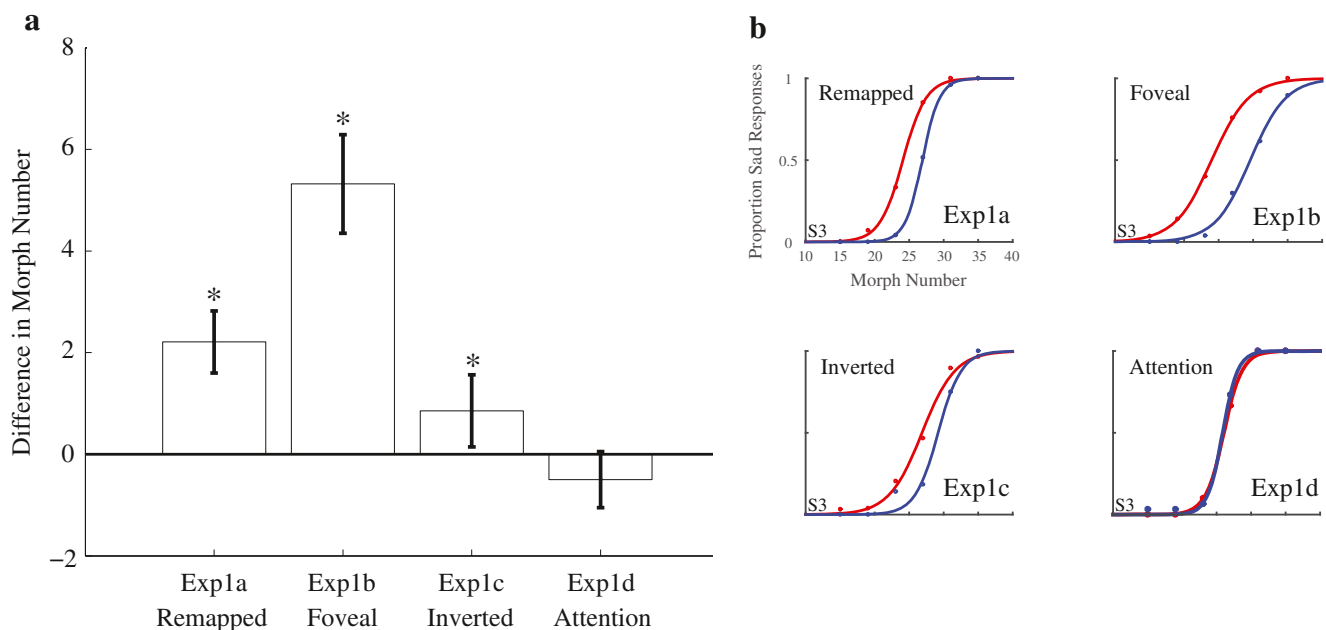 a
8
6
4
2
0
−2
Difference in Morph Number
*
*
*
Exp1a
Remapped
Exp1b
Foveal
Exp1c
Inverted
Exp1d
Attention
b
Proportion Sad Responses
1
0.5
0
Remapped
Exp1a
S3
10 15 20 25 30 35 40
Morph Number
Foveal
Exp1b
S3
Inverted
Exp1c
S3
Attention
Exp1d
S3